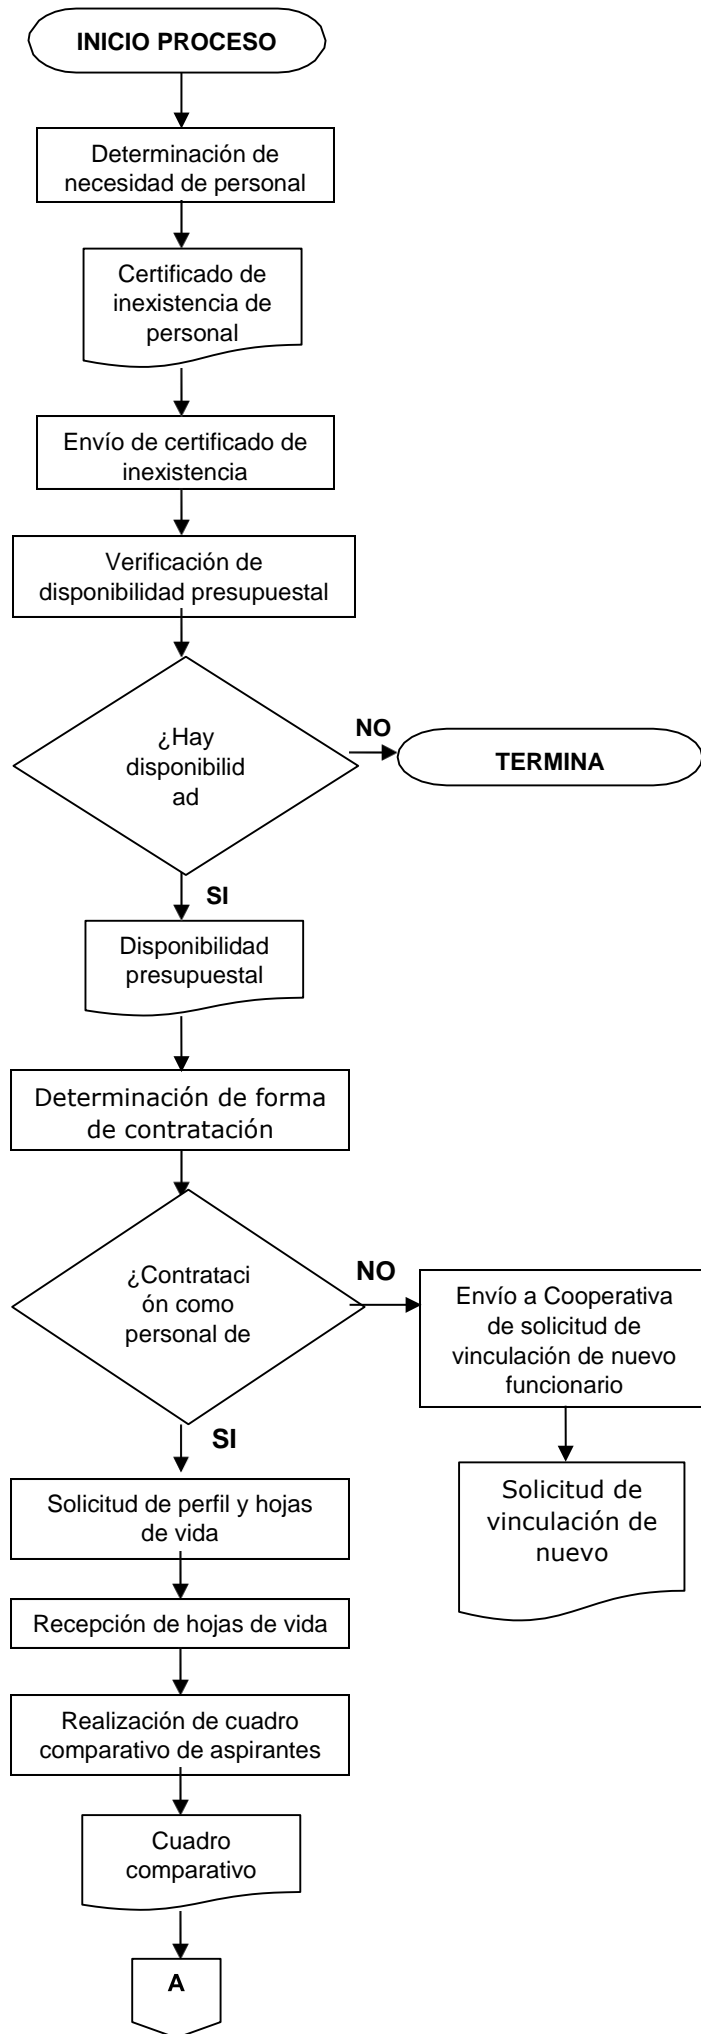 INICIO PROCESO
Determinación de
necesidad de personal
Certificado de
inexistencia de
personal
Envío de certificado de
inexistencia
Verificación de
disponibilidad presupuestal
¿Hay
disponibilid
ad
NO
TERMINA
SI
Disponibilidad
presupuestal
Determinación de forma
de contratación
¿Contrataci
ón como
personal de
NO
Envío a Cooperativa
de solicitud de
vinculación de nuevo
funcionario
Solicitud de
vinculación de
nuevo
SI
Solicitud de perfil y hojas
de vida
Recepción de hojas de vida
Realización de cuadro
comparativo de aspirantes
Cuadro
comparativo
A